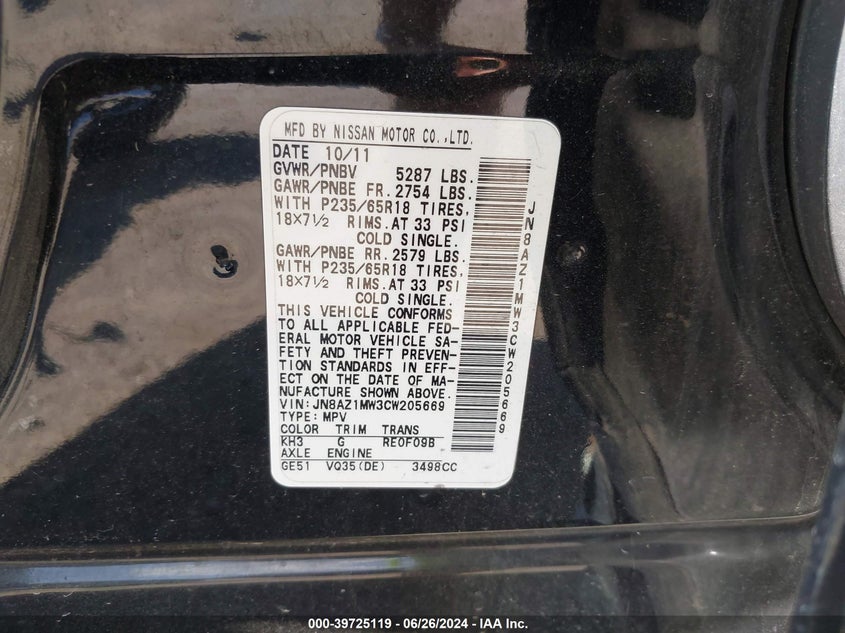 MFD BY NISSAN MOTOR CO.,LTD.
DATE 10/11
GVWR/PNBV 5287 LBS.
GAWR/PNBE FR. 2754 LBS.
WITH P235/65R18 TIRES,
18X7½ RIMS.AT 33 PSI
COLD SINGLE.
GAWR/PNBE RR. 2579 LBS.
WITH P235/65R18 TIRES,
18X7½ RIMS.AT 33 PSI
COLD SINGLE.
THIS VEHICLE CONFORMS
TO ALL APPLICABLE FED-
ERAL MOTOR VEHICLE SA-
FETY AND THEFT PREVEN-
TION STANDARDS IN EFF-
ECT ON THE DATE OF MA-
NUFACTURE SHOWN ABOVE.
VIN: JN8AZ1MW3CW205669
TYPE: MPV
COLOR TRIM TRANS
KH3 G RE0F09B
AXLE ENGINE
GE51 VQ35(DE) 3498CC
JN8AZ1MW3CW205669
000-39725119 - 06/26/2024 - IAA Inc.